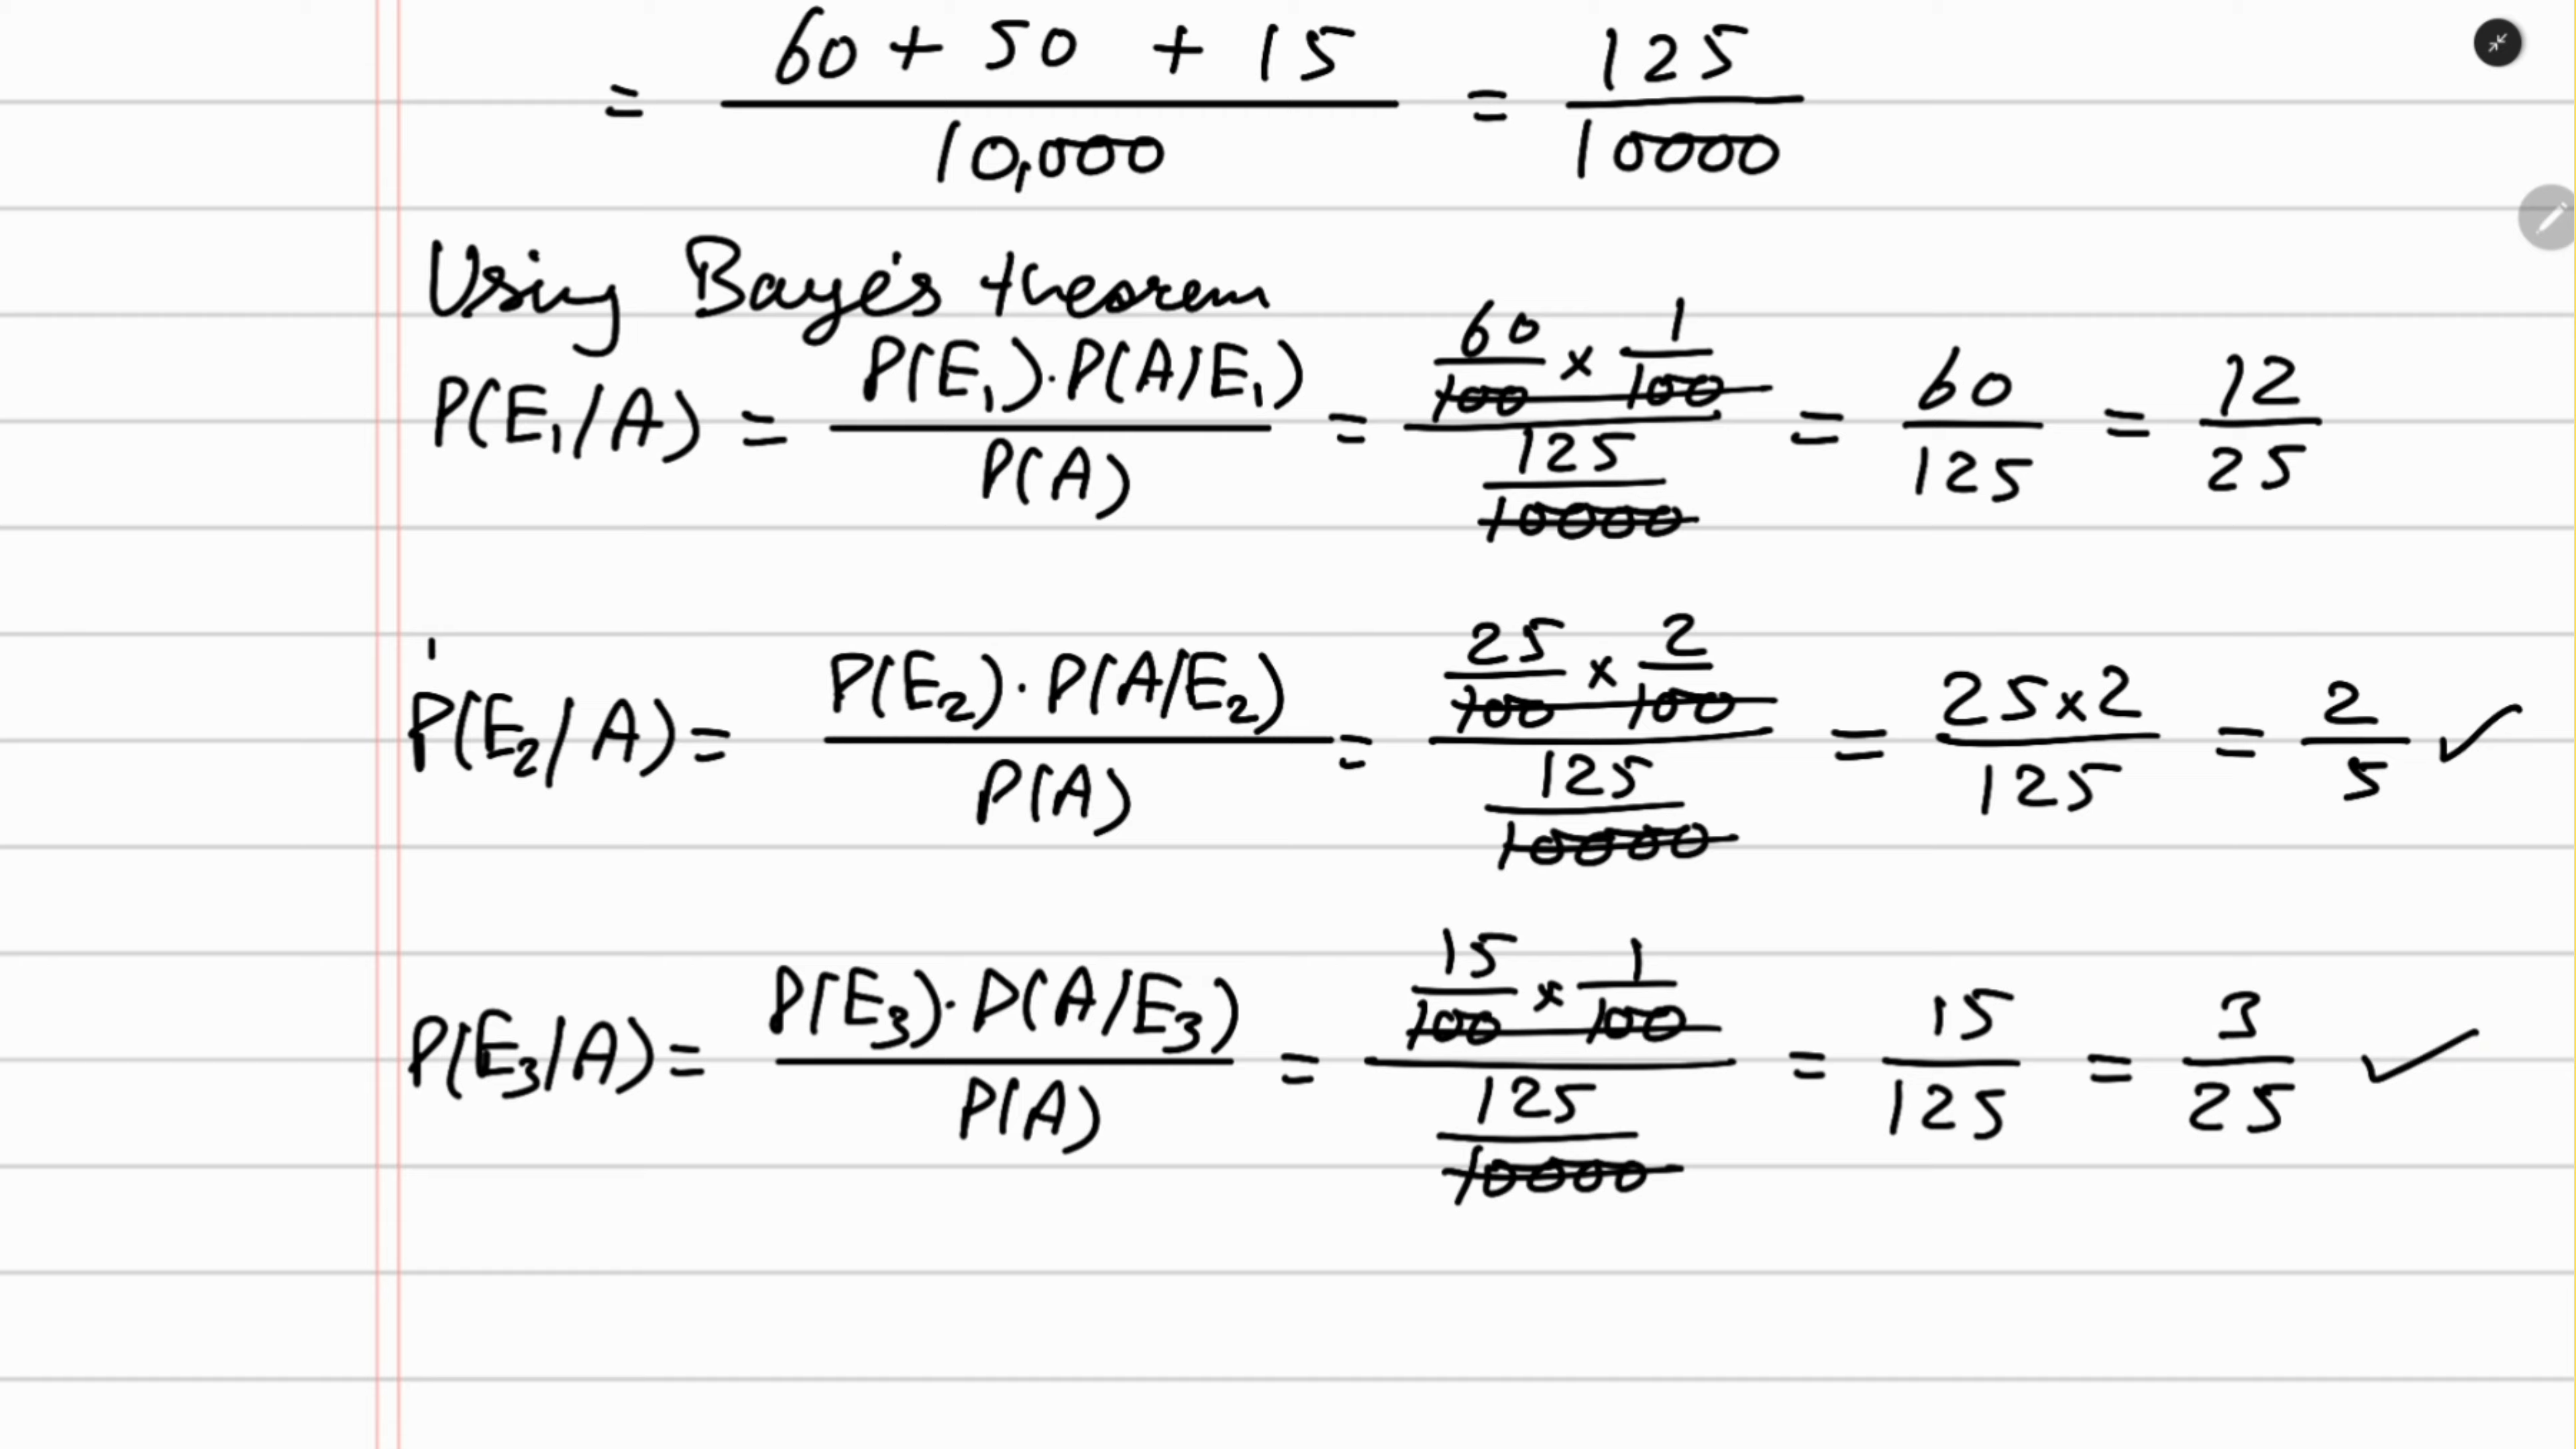 = (60 + 50 + 15)/10,000 = 125/10000
Using Baye's theorem
P(E₁/A) = (P(E₁)·P(A/E₁))/P(A) = (60/100 × 1/100)/(125/10000) = 60/125 = 12/25
P(E₂/A) = (P(E₂)·P(A/E₂))/P(A) = (25/100 × 2/100)/(125/10000) = (25×2)/125 = 2/5 ✓
P(E₃/A) = (P(E₃)·P(A/E₃))/P(A) = (15/100 × 1/100)/(125/10000) = 15/125 = 3/25 ✓